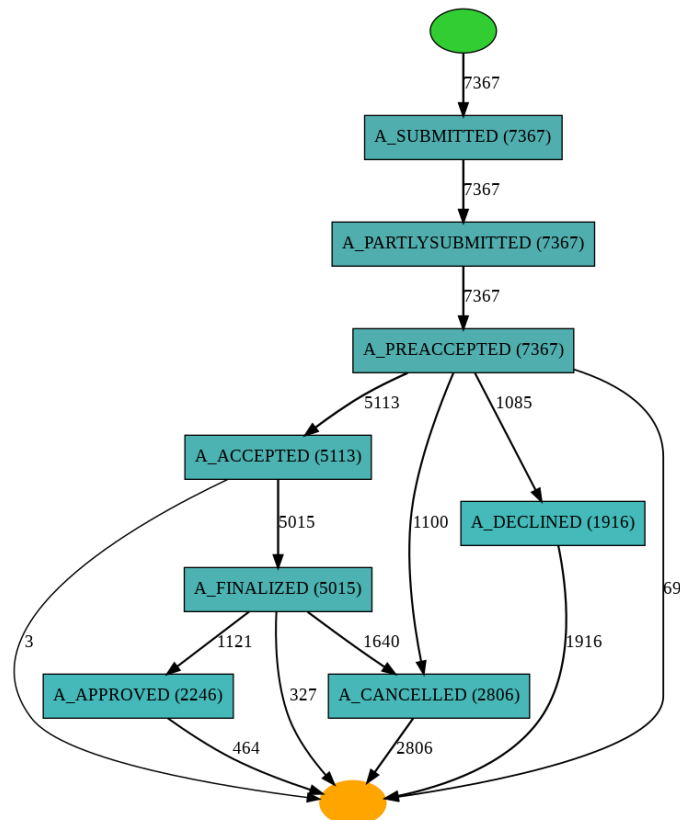 7367
A_SUBMITTED (7367)
7367
A_PARTLYSUBMITTED (7367)
7367
A_PREACCEPTED (7367)
5113
1085
A_ACCEPTED (5113)
5015
1100
A_DECLINED (1916)
A_FINALIZED (5015)
69
3
1121
1640
1916
A_APPROVED (2246)
327
A_CANCELLED (2806)
464
2806